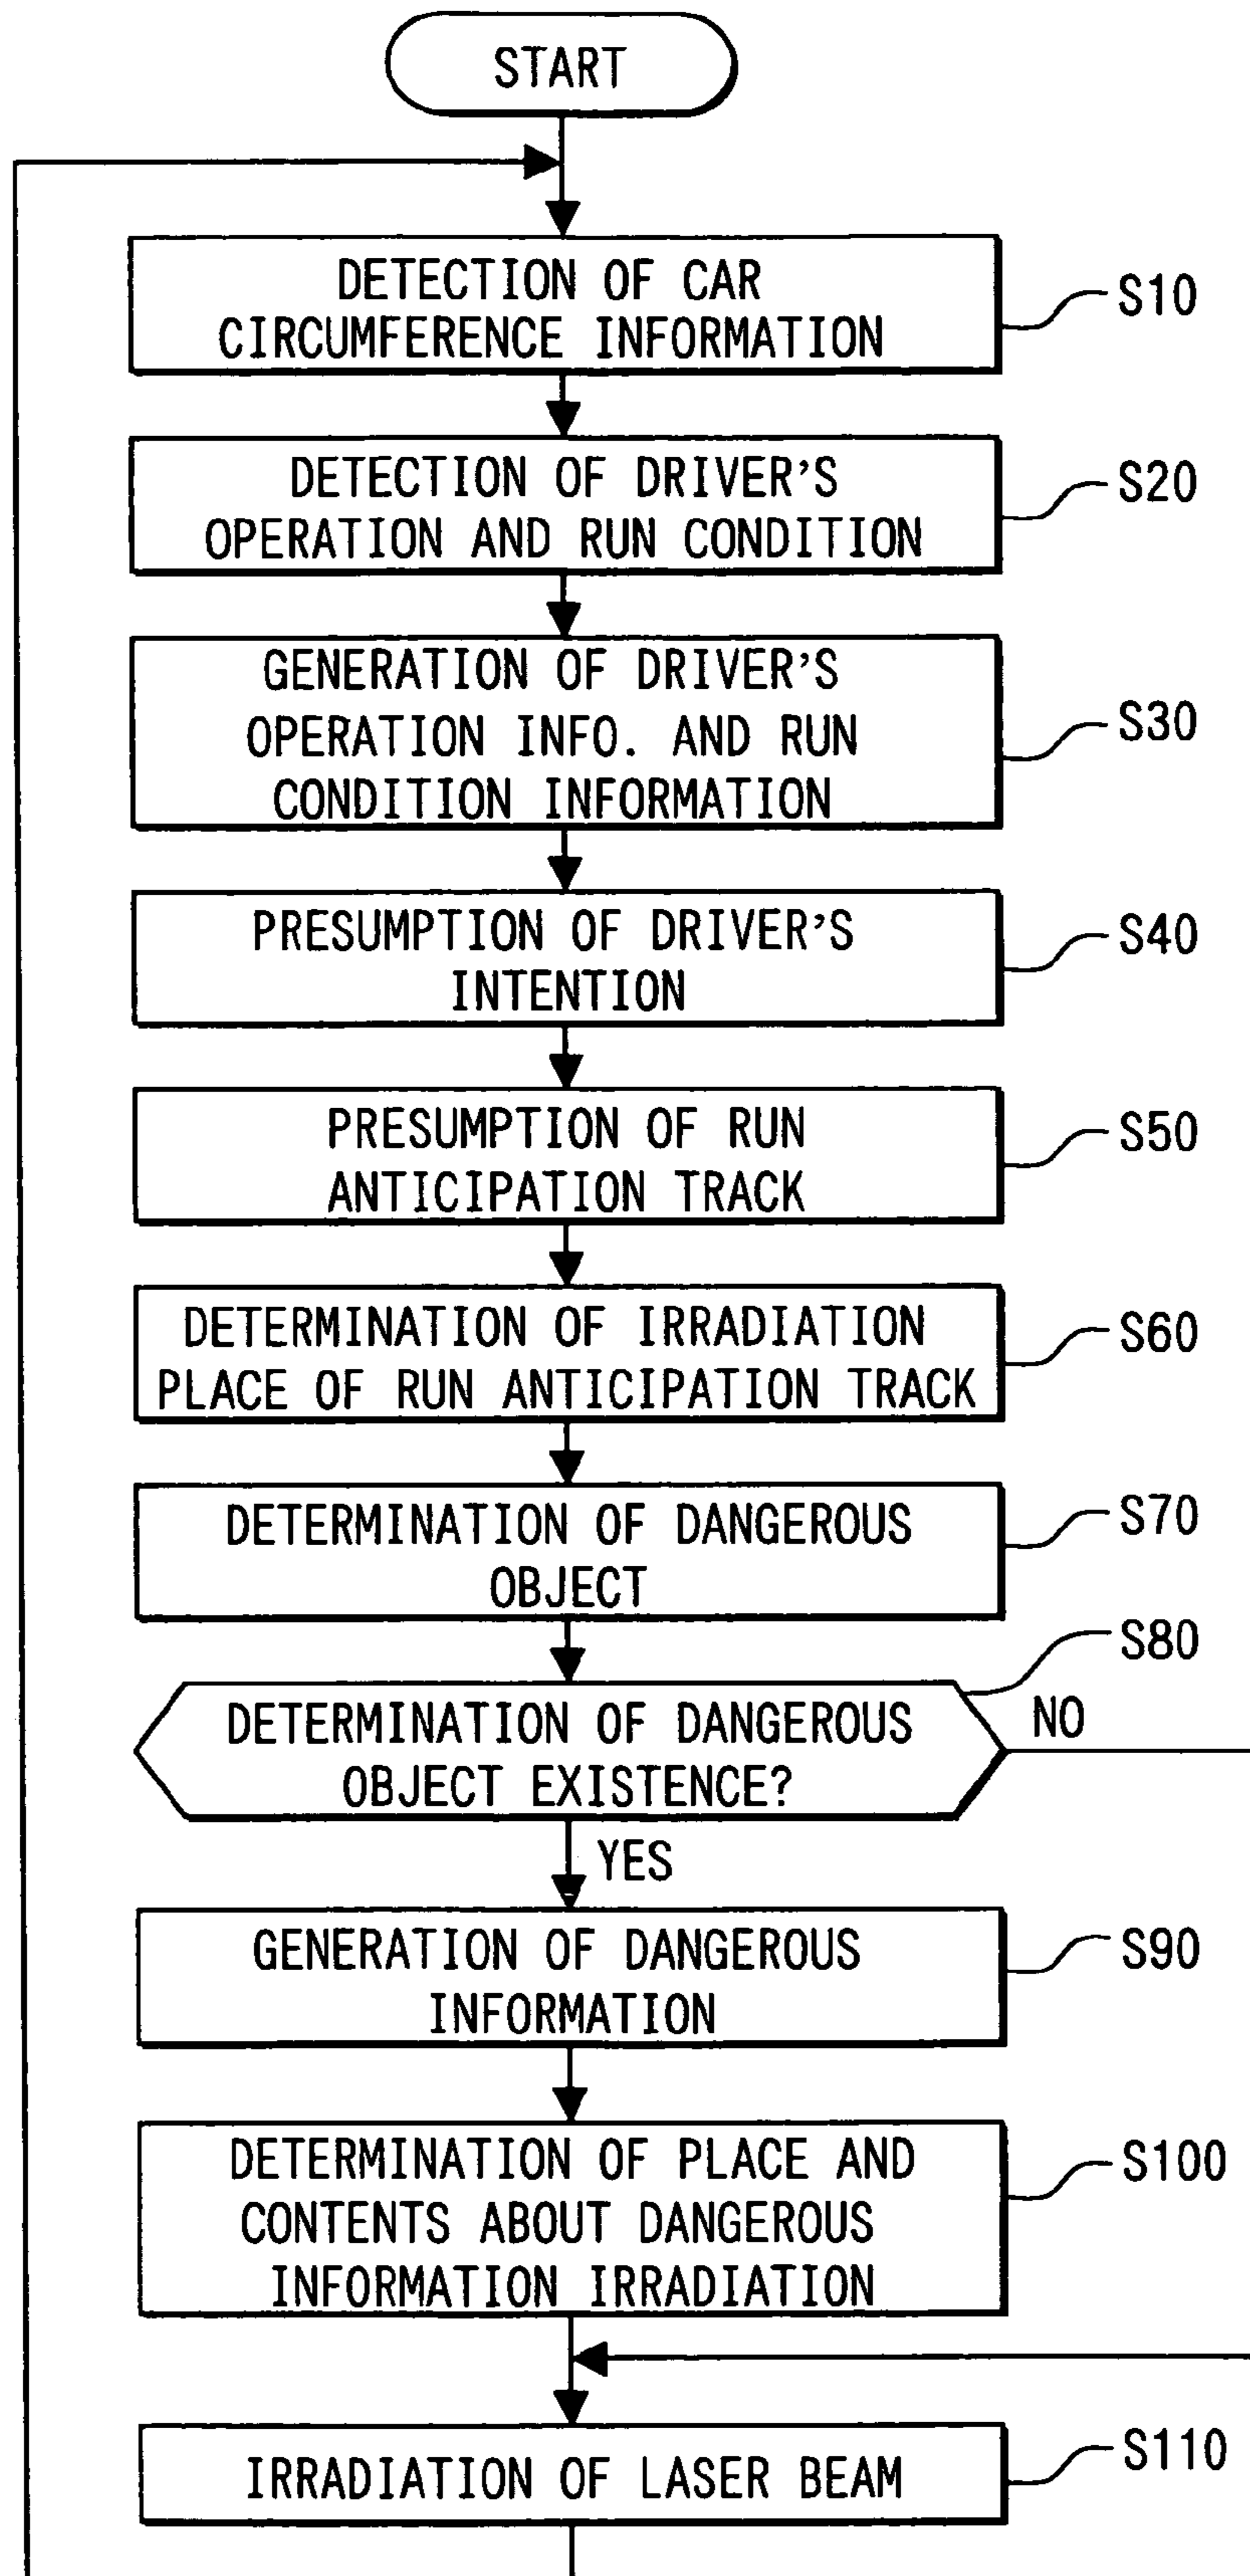 START
DETECTION OF CAR
CIRCUMFERENCE INFORMATION
S10
DETECTION OF DRIVER'S
OPERATION AND RUN CONDITION
S20
GENERATION OF DRIVER'S
OPERATION INFO. AND RUN
CONDITION INFORMATION
S30
PRESUMPTION OF DRIVER'S
INTENTION
S40
PRESUMPTION OF RUN
ANTICIPATION TRACK
S50
DETERMINATION OF IRRADIATION
PLACE OF RUN ANTICIPATION TRACK
S60
DETERMINATION OF DANGEROUS
OBJECT
S70
S80
DETERMINATION OF DANGEROUS
OBJECT EXISTENCE?
NO
YES
GENERATION OF DANGEROUS
INFORMATION
S90
DETERMINATION OF PLACE AND
CONTENTS ABOUT DANGEROUS
INFORMATION IRRADIATION
S100
IRRADIATION OF LASER BEAM
S110